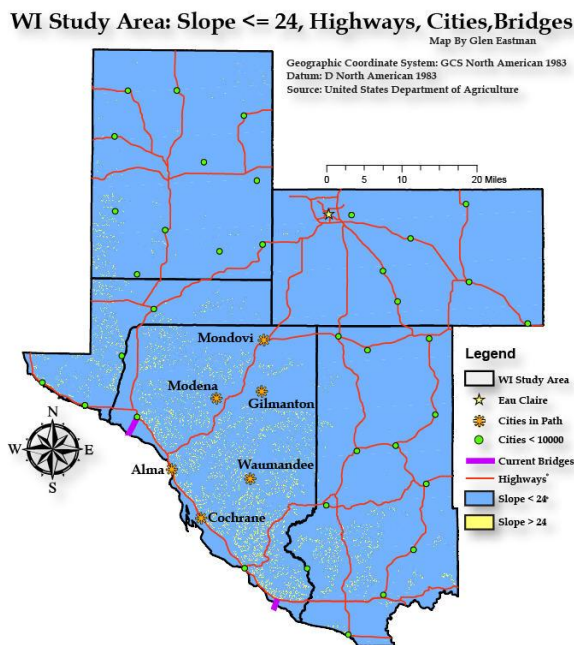 WI Study Area: Slope <= 24, Highways, Cities,Bridges
Map By Glen Eastman
Geographic Coordinate System: GCS North American 1983
Datum: D North American 1983
Source: United States Department of Agriculture
0 5 10 20 Miles
Mondovi
Modena
Gilmanton
Alma
Waumandee
Cochrane
N
W E
S
Legend
WI Study Area
Eau Claire
Cities in Path
Cities < 10000
Current Bridges
Highways
Slope < 24
Slope > 24